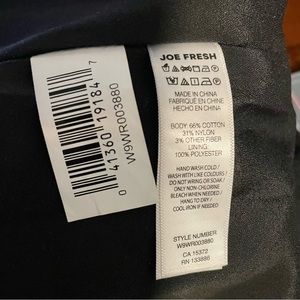 0 41360 19184 7
W9WR003880
JOE FRESH
MADE IN CHINA
FABRIQUÉ EN CHINE
HECHO EN CHINA
BODY: 66% COTTON
31% NYLON
3% OTHER FIBER
LINING:
100% POLYESTER
HAND WASH COLD /
WASH WITH LIKE COLOURS /
DO NOT WRING OR SOAK /
ONLY NON-CHLORINE
BLEACH WHEN NEEDED /
HANG TO DRY /
COOL IRON IF NEEDED
STYLE NUMBER
W9WR003880
CA 15372
RN 133886